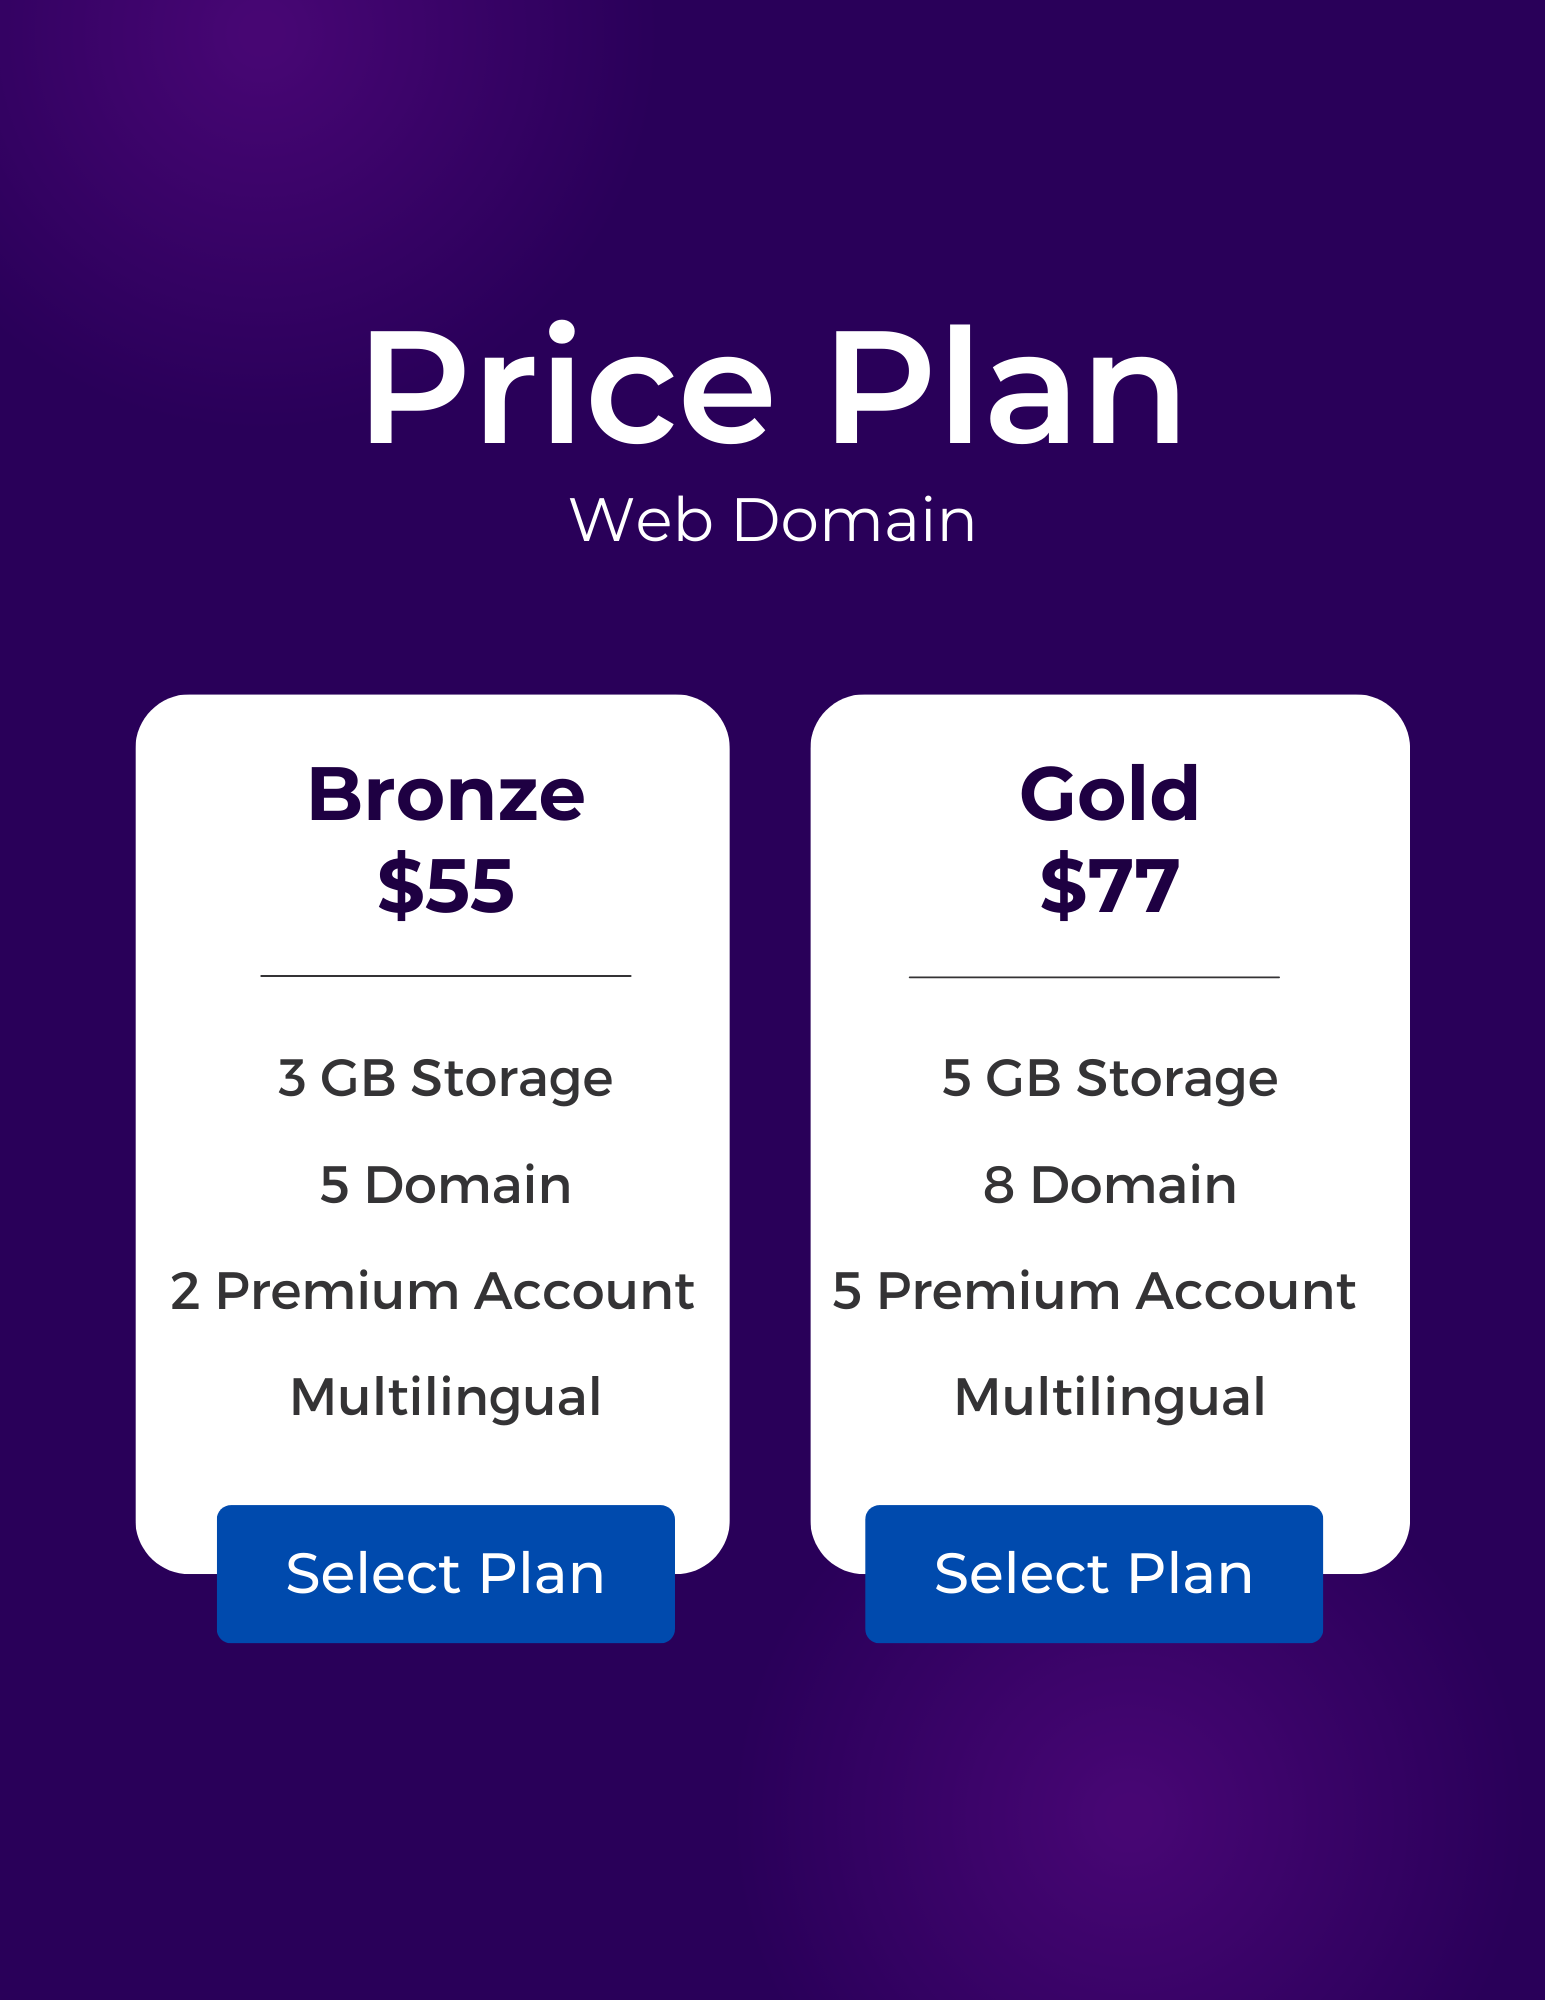 Price Plan
Web Domain
Bronze
$55
3 GB Storage
5 Domain
2 Premium Account
Multilingual
Select Plan
Gold
$77
5 GB Storage
8 Domain
5 Premium Account
Multilingual
Select Plan